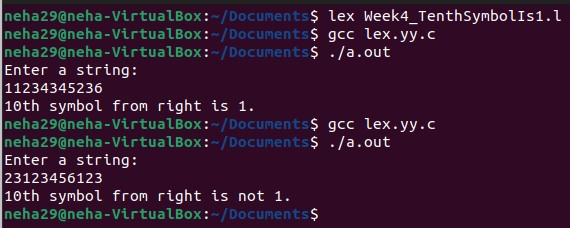 neha29@neha-VirtualBox:~/Documents$ lex Week4_TenthSymbolIs1.l
neha29@neha-VirtualBox:~/Documents$ gcc lex.yy.c
neha29@neha-VirtualBox:~/Documents$ ./a.out
Enter a string:
11234345236
10th symbol from right is 1.
neha29@neha-VirtualBox:~/Documents$ gcc lex.yy.c
neha29@neha-VirtualBox:~/Documents$ ./a.out
Enter a string:
23123456123
10th symbol from right is not 1.
neha29@neha-VirtualBox:~/Documents$